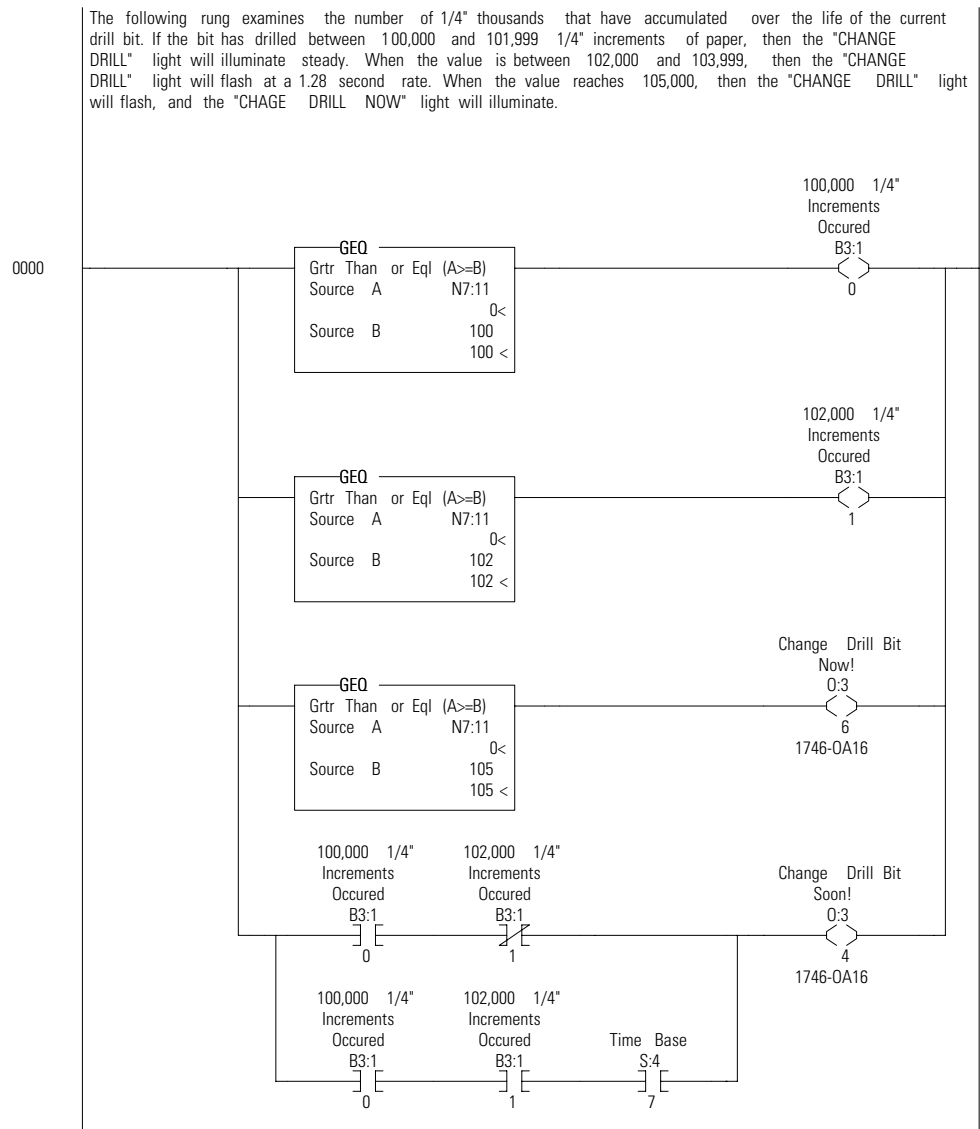 The following rung examines the number of 1/4" thousands that have accumulated over the life of the current
drill bit. If the bit has drilled between 100,000 and 101,999 1/4" increments of paper, then the "CHANGE
DRILL" light will illuminate steady. When the value is between 102,000 and 103,999, then the "CHANGE
DRILL" light will flash at a 1.28 second rate. When the value reaches 105,000, then the "CHANGE DRILL" light
will flash, and the "CHAGE DRILL NOW" light will illuminate.
100,000 1/4"
Increments
Occured
B3:1
0
0000
GEQ
Grtr Than or Eql (A>=B)
Source A N7:11
0<
Source B 100
100 <
102,000 1/4"
Increments
Occured
B3:1
1
GEQ
Grtr Than or Eql (A>=B)
Source A N7:11
0<
Source B 102
102 <
Change Drill Bit
Now!
O:3
6
1746-OA16
GEQ
Grtr Than or Eql (A>=B)
Source A N7:11
0<
Source B 105
105 <
100,000 1/4"
Increments
Occured
B3:1
0
102,000 1/4"
Increments
Occured
B3:1
1
Change Drill Bit
Soon!
O:3
4
1746-OA16
100,000 1/4"
Increments
Occured
B3:1
0
102,000 1/4"
Increments
Occured
B3:1
1
Time Base
S:4
7